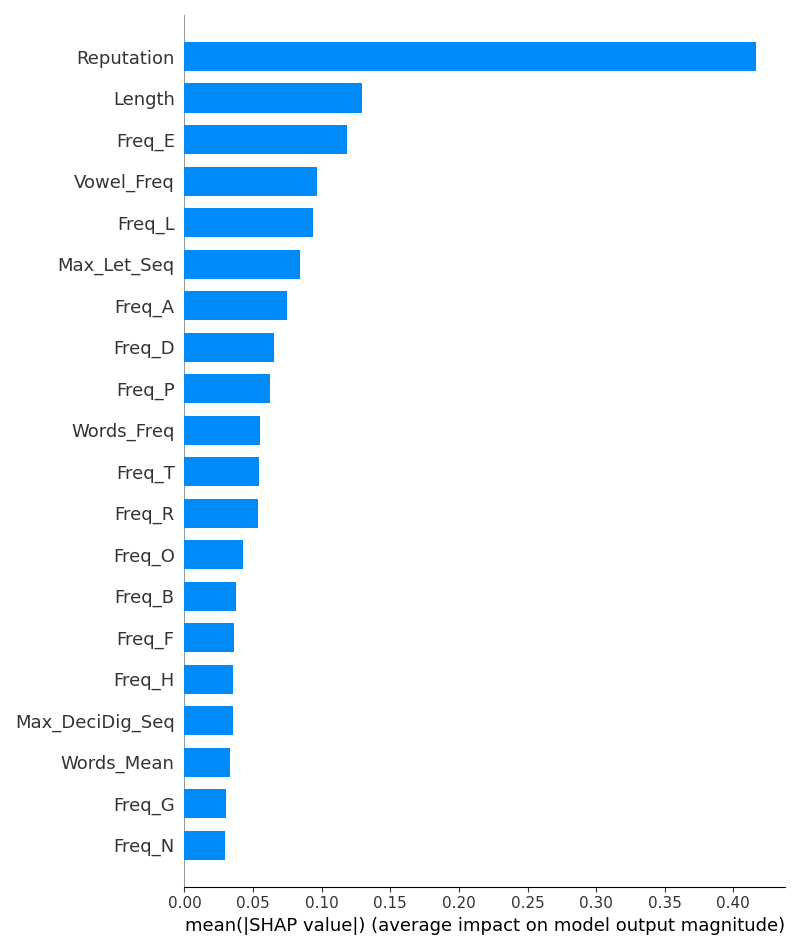 Reputation
Length
Freq_E
Vowel_Freq
Freq_L
Max_Let_Seq
Freq_A
Freq_D
Freq_P
Words_Freq
Freq_T
Freq_R
Freq_O
Freq_B
Freq_F
Freq_H
Max_DeciDig_Seq
Words_Mean
Freq_G
Freq_N
0.00 0.05 0.10 0.15 0.20 0.25 0.30 0.35 0.40
mean(|SHAP value|) (average impact on model output magnitude)